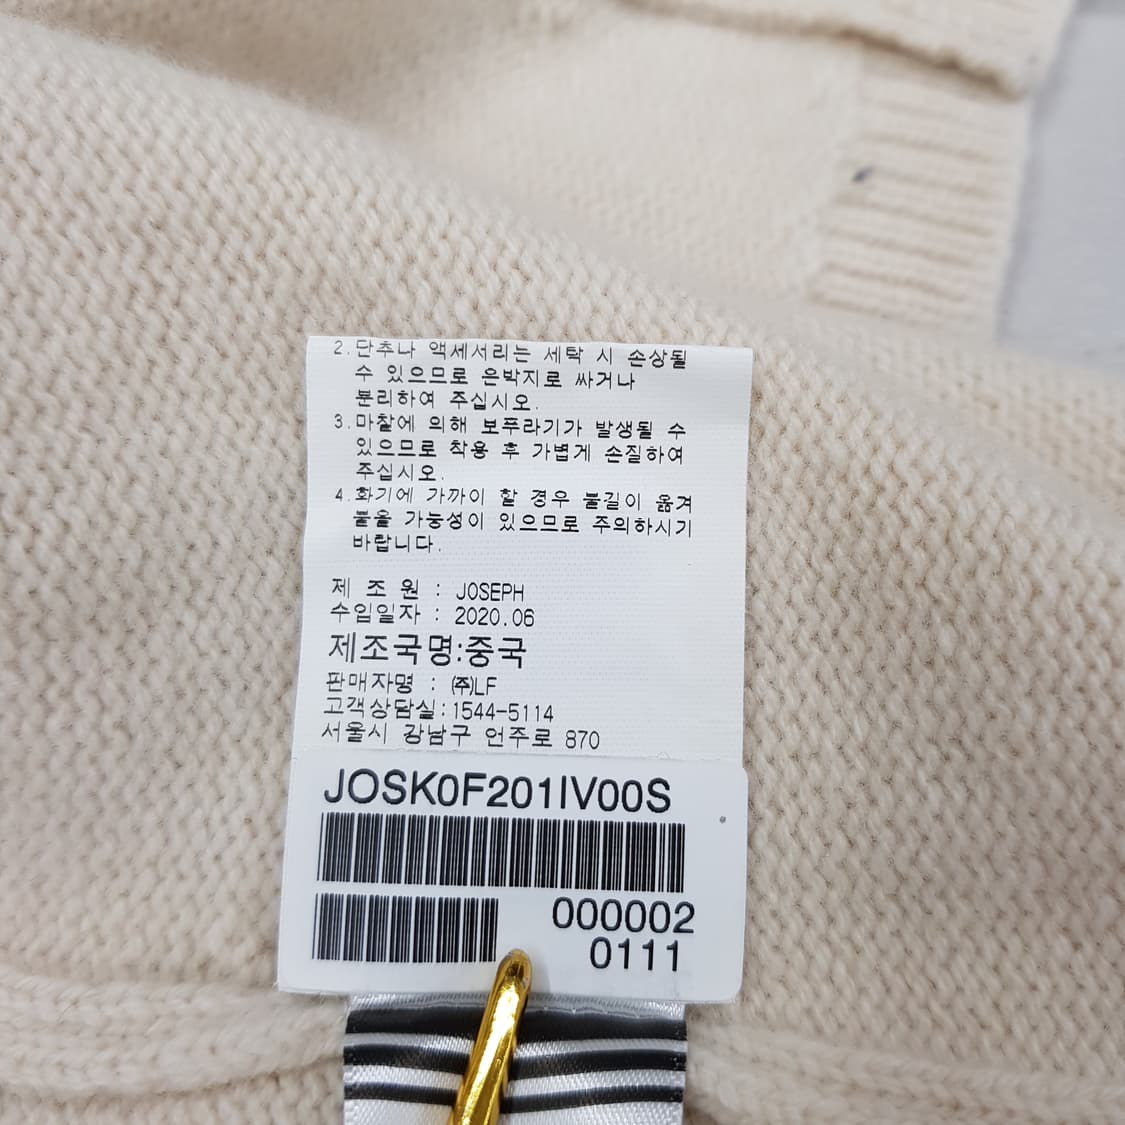 2.단추나 액세서리는 세탁 시 손상될
수 있으므로 은박지로 싸거나
분리하여 주십시오.
3.마찰에 의해 보푸라기가 발생될 수
있으므로 착용 후 가볍게 손질하여
주십시오.
4.화기에 가까이 할 경우 불길이 옮겨
붙을 가능성이 있으므로 주의하시기
바랍니다.
제 조 원 : JOSEPH
수입일자 : 2020.06
제조국명:중국
판매자명 : ㈜LF
고객상담실:1544-5114
서울시 강남구 언주로 870
JOSK0F201IV00S
000002
0111